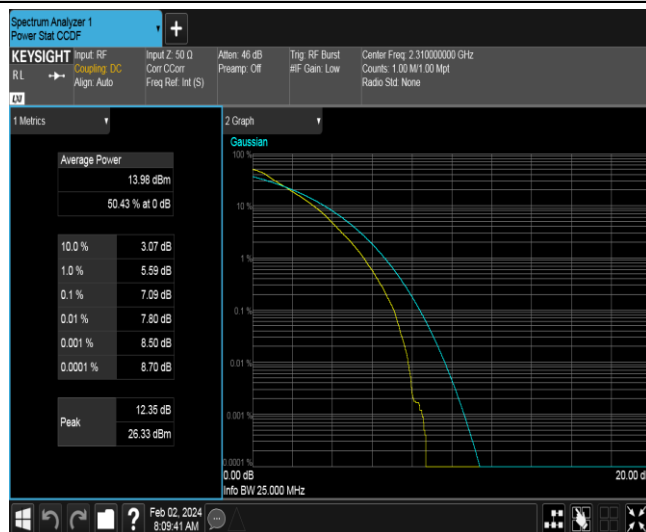 Spectrum Analyzer 1
Power Stat CCDF
KEYSIGHT
RL
LXI
Input: RF
Coupling: DC
Align: Auto
Input Z: 50 Ω
Corr CCorr
Freq Ref: Int (S)
Atten: 46 dB
Preamp: Off
Trig: RF Burst
#IF Gain: Low
Center Freq: 2.310000000 GHz
Counts: 1.00 M/1.00 Mpt
Radio Std: None
1 Metrics
Average Power
13.98 dBm
50.43 % at 0 dB
10.0 % 3.07 dB
1.0 % 5.59 dB
0.1 % 7.09 dB
0.01 % 7.80 dB
0.001 % 8.50 dB
0.0001 % 8.70 dB
Peak
12.35 dB
26.33 dBm
2 Graph
Gaussian
100 %
10 %
1 %
0.1 %
0.01 %
0.001 %
0.0001 %
0.00 dB
20.00 d
Info BW 25.000 MHz
?
Feb 02, 2024
8:09:41 AM